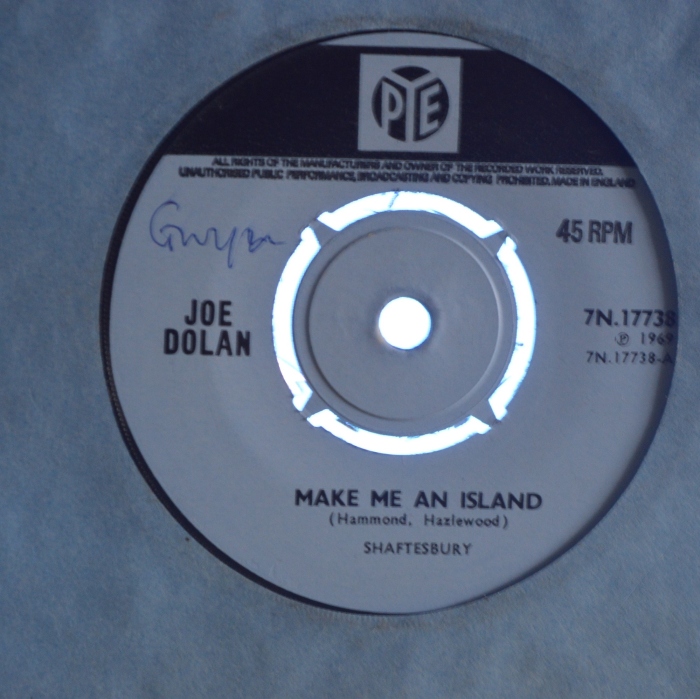 PYE
ALL RIGHTS OF THE MANUFACTURERS AND OWNER OF THE RECORDED WORK RESERVED.
UNAUTHORISED PUBLIC PERFORMANCE, BROADCASTING AND COPYING PROHIBITED. MADE IN ENGLAND
45 RPM
JOE
DOLAN
7N.17738
℗ 1969
7N.17738-A
MAKE ME AN ISLAND
(Hammond, Hazlewood)
SHAFTESBURY